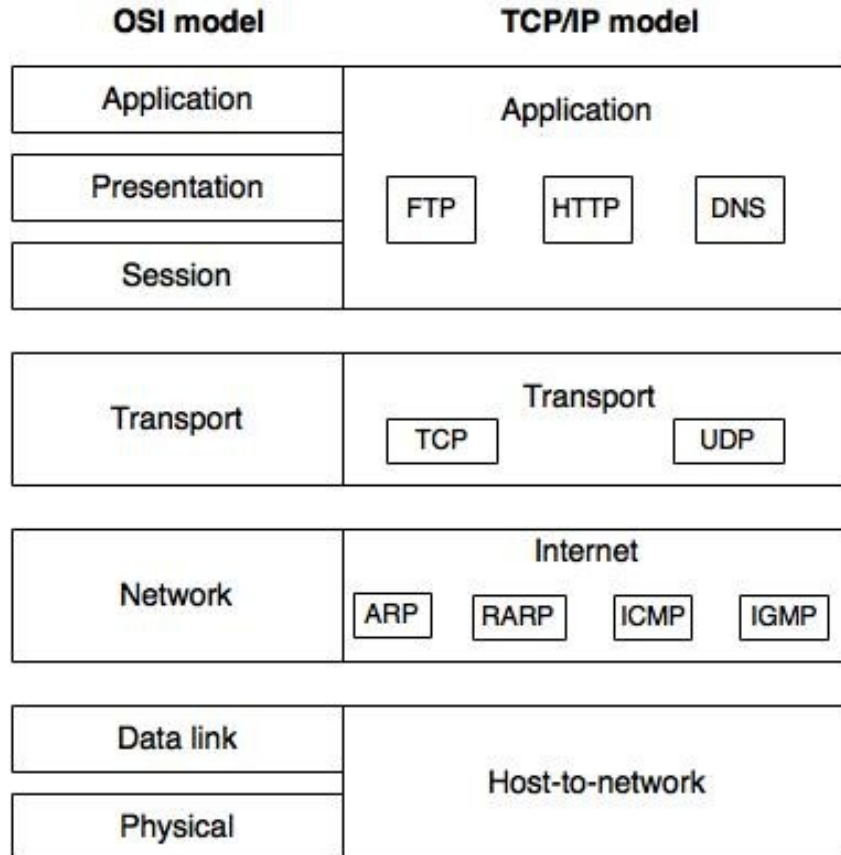 OSI model TCP/IP model
Application
Application
Presentation
FTP HTTP DNS
Session
Transport
Transport
TCP UDP
Network
Internet
ARP RARP ICMP IGMP
Data link
Host-to-network
Physical